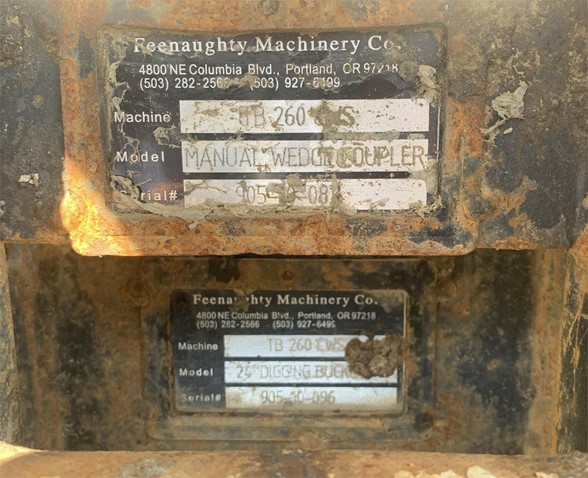 Feenaughty Machinery Co.
4800 NE Columbia Blvd., Portland, OR 97218
(503) 282-2566 (503) 927-6499
Machine TB 260 CWS
Model MANUAL WEDGE COUPLER
Serial#
Feenaughty Machinery Co.
4800 NE Columbia Blvd., Portland, OR 97218
(503) 282-2566 (503) 927-6499
Machine TB 260 CWS
Model 24" DIGGING BUCKET
Serial# 905-10-096